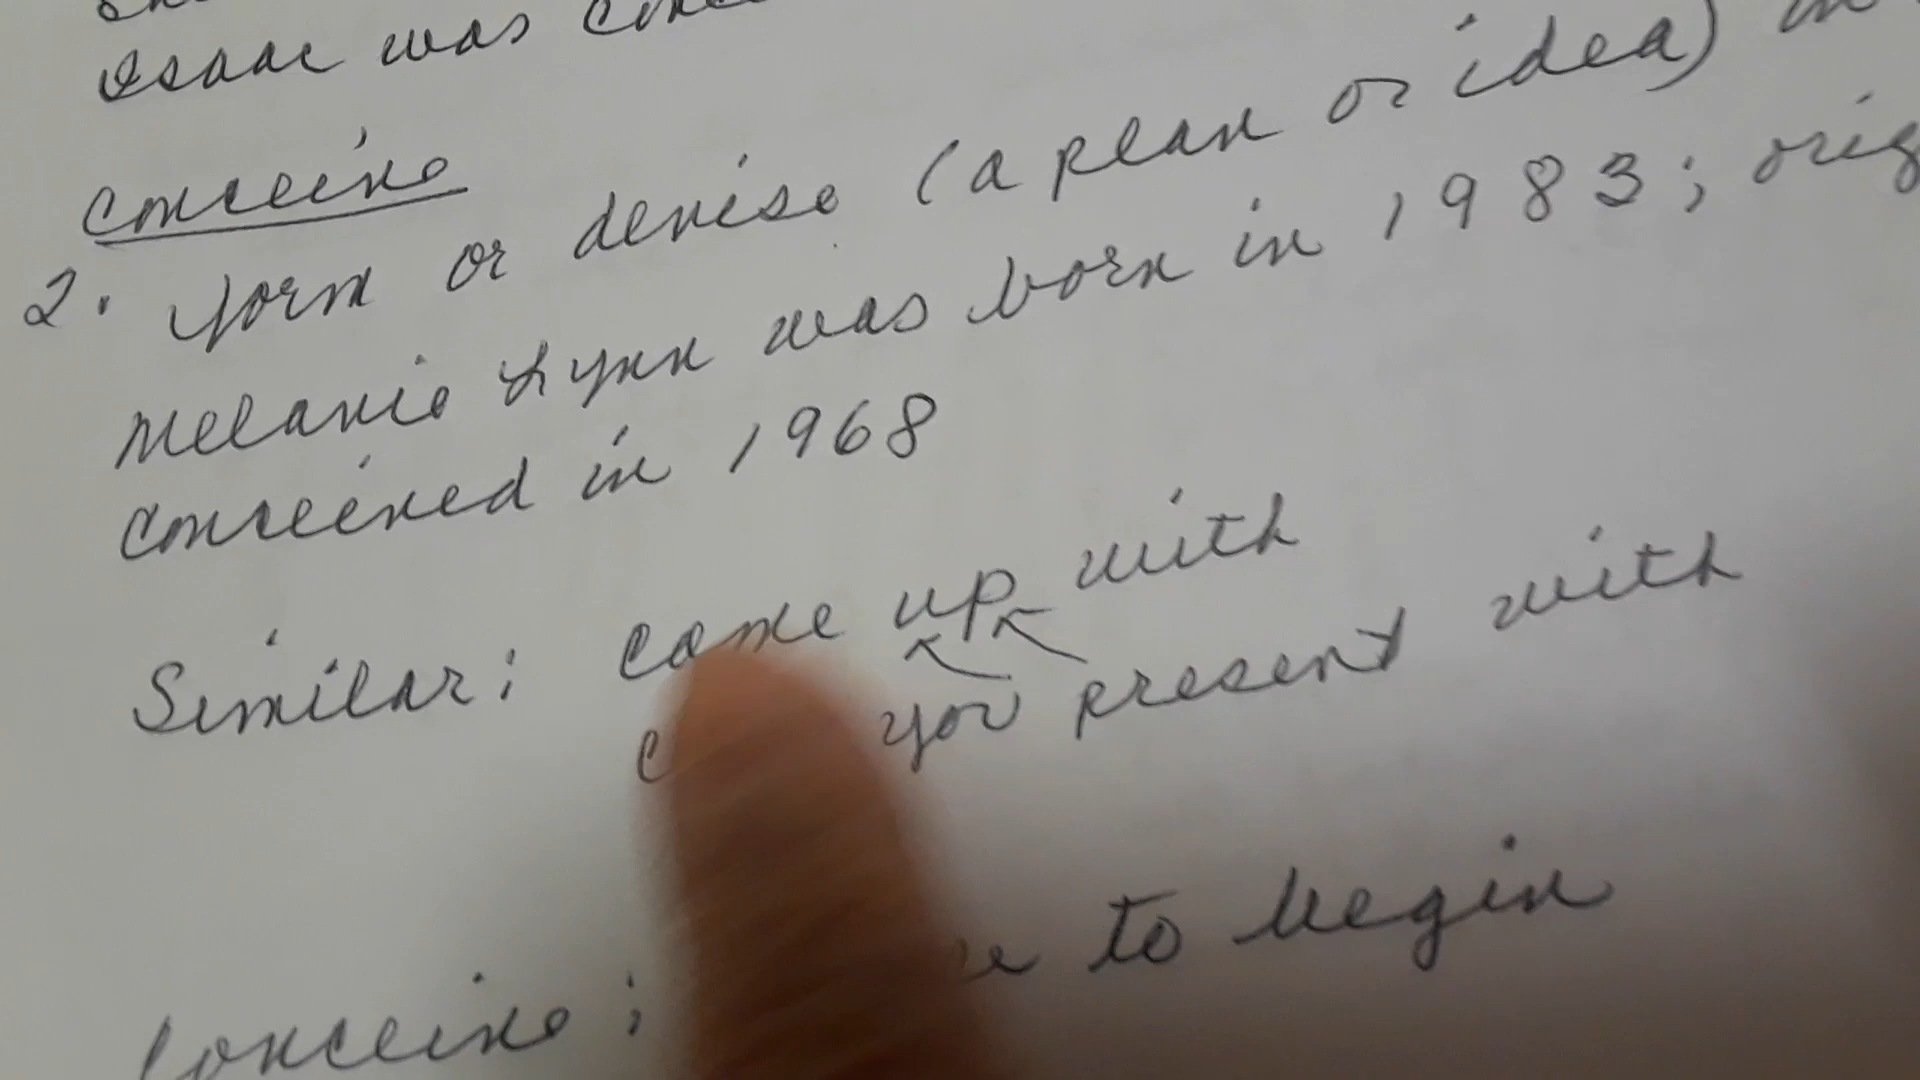 Isaac was
conceive
2. form or devise (a plan or idea) in
Melanie Lynn was born in 1983; orig
conceived in 1968
Similar: come up with
c you present with
Conceive: to begin